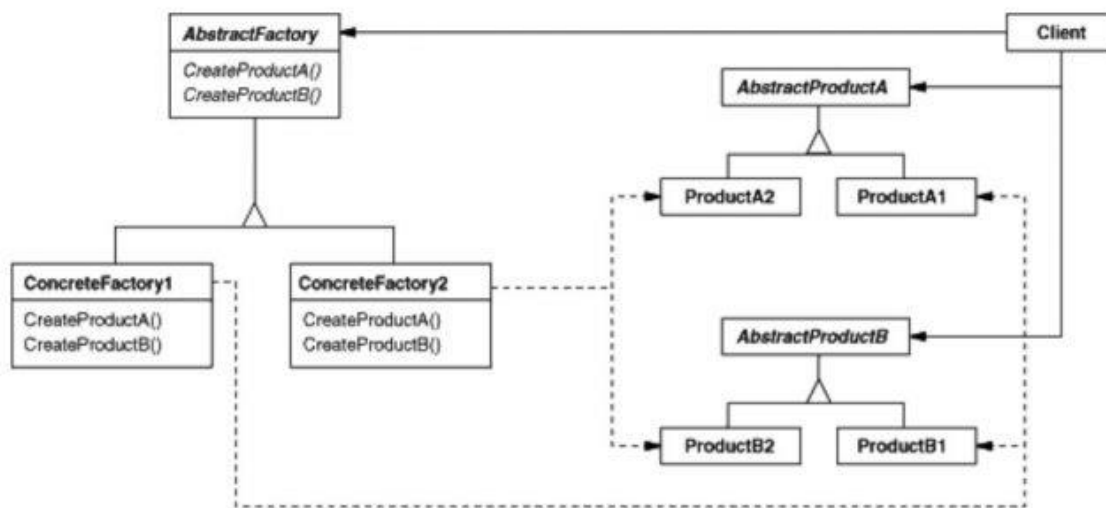 AbstractFactory
CreateProductA()
CreateProductB()
Client
AbstractProductA
ProductA2
ProductA1
ConcreteFactory1
CreateProductA()
CreateProductB()
ConcreteFactory2
CreateProductA()
CreateProductB()
AbstractProductB
ProductB2
ProductB1